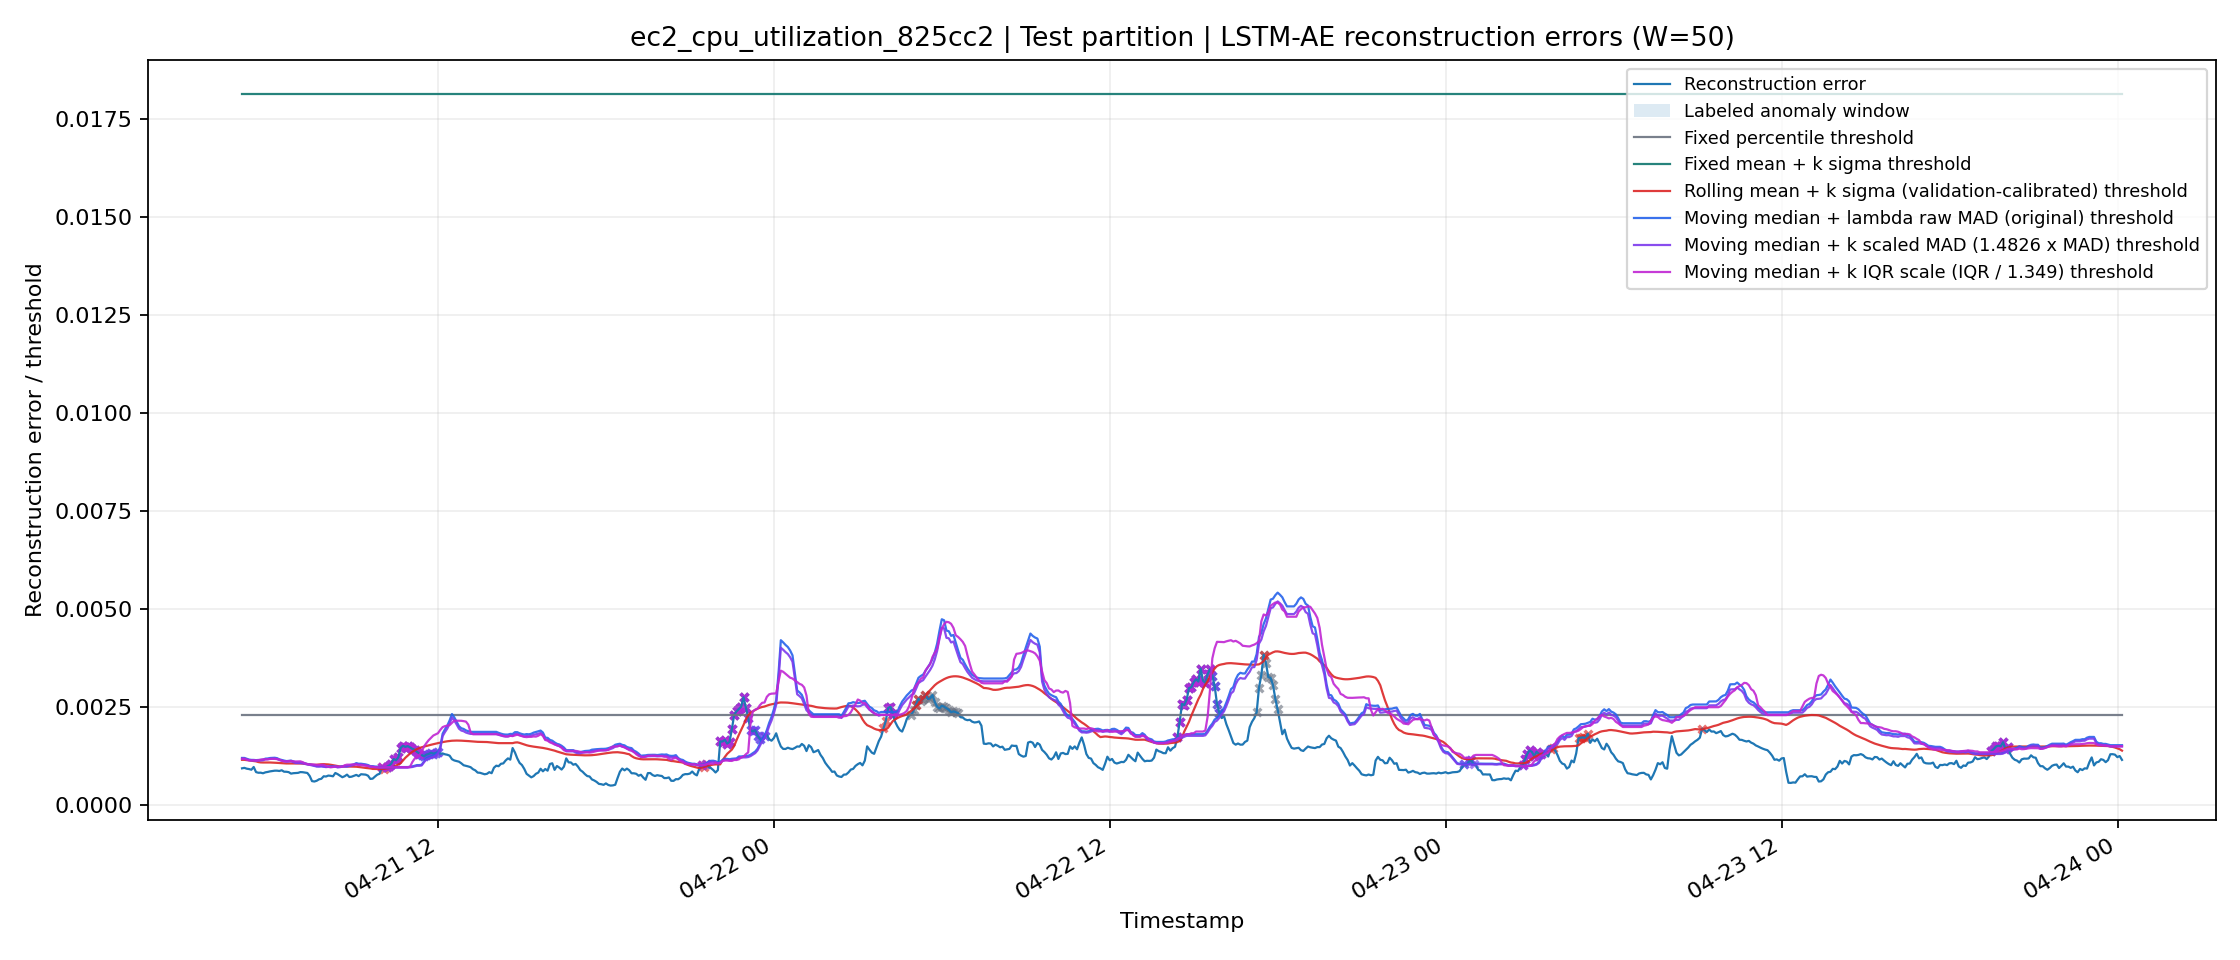 ec2_cpu_utilization_825cc2 | Test partition | LSTM-AE reconstruction errors (W=50)
Reconstruction error
Labeled anomaly window
Fixed percentile threshold
Fixed mean + k sigma threshold
Rolling mean + k sigma (validation-calibrated) threshold
Moving median + lambda raw MAD (original) threshold
Moving median + k scaled MAD (1.4826 x MAD) threshold
Moving median + k IQR scale (IQR / 1.349) threshold
Reconstruction error / threshold
0.0175
0.0150
0.0125
0.0100
0.0075
0.0050
0.0025
0.0000
04-21 12
04-22 00
04-22 12
04-23 00
04-23 12
04-24 00
Timestamp